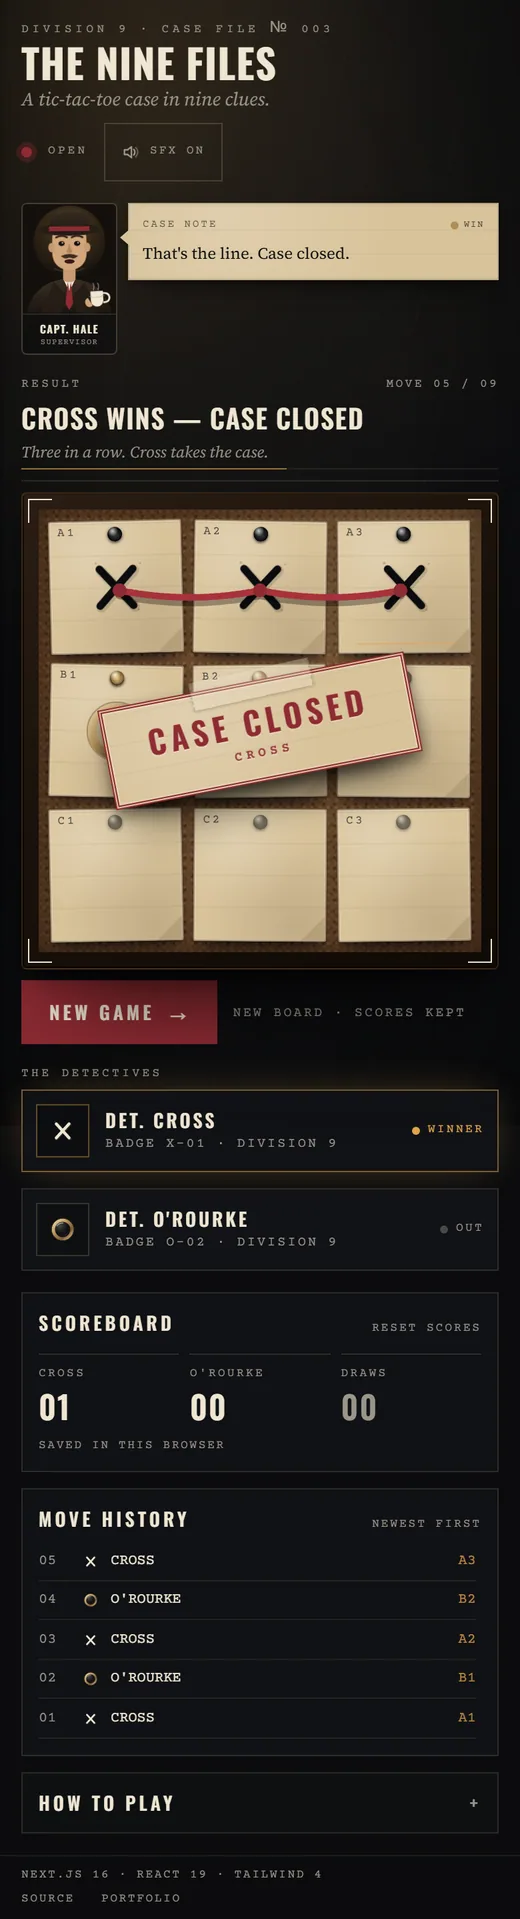 DIVISION 9 · CASE FILE № 003
THE NINE FILES
A tic-tac-toe case in nine clues.
OPEN
SFX ON
CASE NOTE
WIN
That's the line. Case closed.
CAPT. HALE
SUPERVISOR
RESULT
MOVE 05 / 09
CROSS WINS — CASE CLOSED
Three in a row. Cross takes the case.
A1
A2
A3
B1
B2
CASE CLOSED
CROSS
C1
C2
C3
NEW GAME →
NEW BOARD · SCORES KEPT
THE DETECTIVES
DET. CROSS
BADGE X-01 · DIVISION 9
WINNER
DET. O'ROURKE
BADGE O-02 · DIVISION 9
OUT
SCOREBOARD
RESET SCORES
CROSS
O'ROURKE
DRAWS
01
00
00
SAVED IN THIS BROWSER
MOVE HISTORY
NEWEST FIRST
05 CROSS A3
04 O'ROURKE B2
03 CROSS A2
02 O'ROURKE B1
01 CROSS A1
HOW TO PLAY +
NEXT.JS 16 · REACT 19 · TAILWIND 4
SOURCE PORTFOLIO